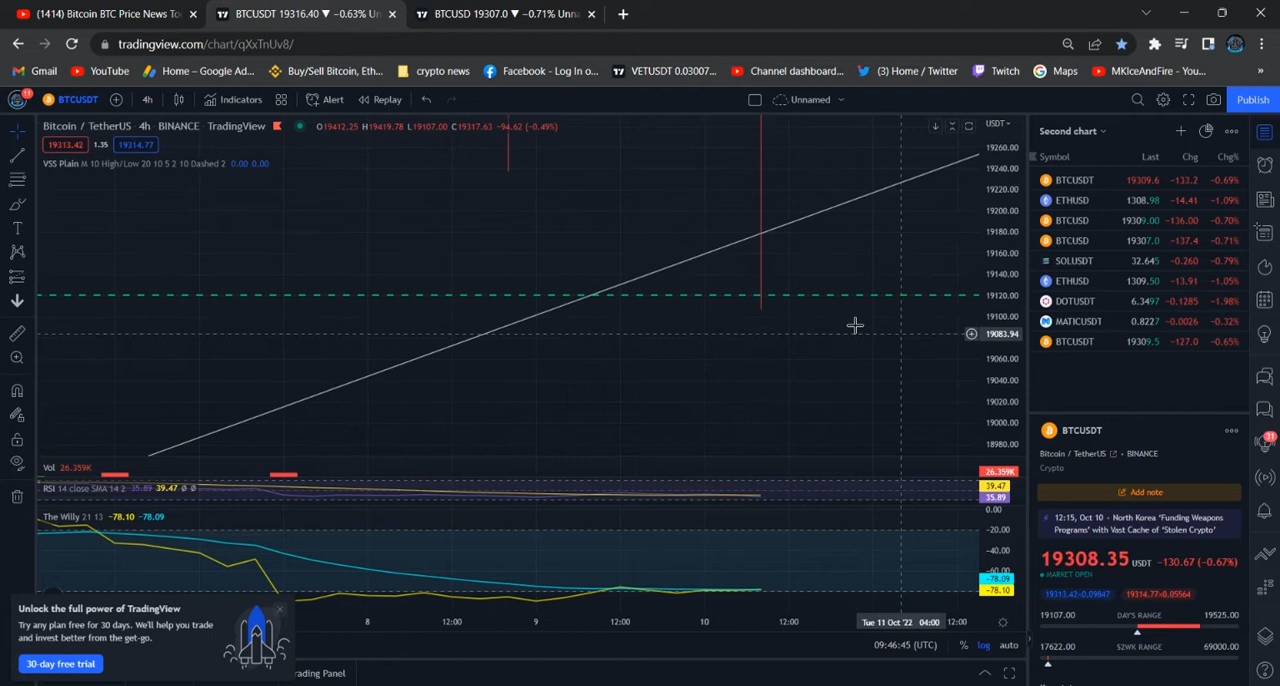 (1414) Bitcoin BTC Price News To
BTCUSDT 19316.40 ▼ −0.63% Un
BTCUSD 19307.0 ▼ −0.71% Unna
tradingview.com/chart/qXxTnUv8/
Gmail YouTube Home – Google Ad... Buy/Sell Bitcoin, Eth... crypto news Facebook - Log In o... VETUSDT 0.03007... Channel dashboard... (3) Home / Twitter Twitch Maps MKIceAndFire - You... »
11 BTCUSDT 4h Indicators Alert Replay Unnamed Publish
Bitcoin / TetherUS 4h BINANCE TradingView O19412.25 H19419.78 L19107.00 C19317.63 −94.62 (−0.49%)
19313.42 1.35 19314.77
VSS Plain M 10 High/Low 20 10 5 2 10 Dashed 2 0.00 0.00
USDT
19260.00
19220.00
19200.00
19180.00
19160.00
19140.00
19120.00
19100.00
19083.94
19060.00
19040.00
19020.00
19000.00
18980.00
Vol 26.359K
26.359K
RSI 14 close SMA 14 2 35.89 39.47 Ø Ø
39.47
35.89
The Willy 21 13 −78.10 −78.09
0.00
−20.00
−40.00
−60.00
−78.09
−78.10
8 12:00 9 12:00 10 12:00 Tue 11 Oct '22 04:00 12:00
09:46:45 (UTC) % log auto
Unlock the full power of TradingView
Try any plan free for 30 days. We'll help you trade
and invest better from the get-go.
30-day free trial
rading Panel
Second chart
Symbol Last Chg Chg%
BTCUSDT 19309.6 −133.2 −0.69%
ETHUSD 1308.98 −14.41 −1.09%
BTCUSD 19309.00 −136.00 −0.70%
BTCUSD 19307.0 −137.4 −0.71%
SOLUSDT 32.645 −0.260 −0.79%
ETHUSD 1309.50 −13.91 −1.05%
DOTUSDT 6.3497 −0.1285 −1.98%
MATICUSDT 0.8227 −0.0026 −0.32%
BTCUSDT 19309.5 −127.0 −0.65%
BTCUSDT
Bitcoin / TetherUS • BINANCE
Crypto
Add note
12:15, Oct 10 - North Korea 'Funding Weapons
Programs' with Vast Cache of 'Stolen Crypto'
19308.35 USDT −130.67 (−0.67%)
MARKET OPEN
19313.42×0.09847 19314.77×0.05564
19107.00 DAY'S RANGE 19525.00
17622.00 52WK RANGE 69000.00
31